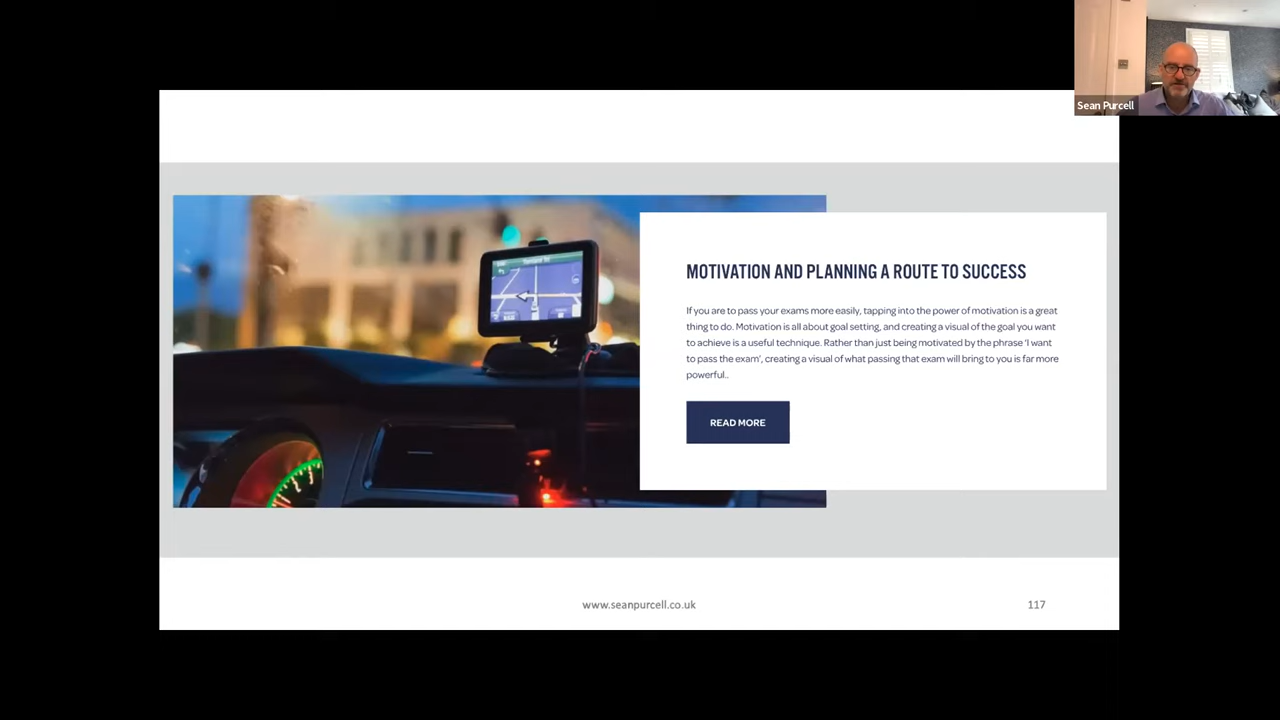 Sean Purcell
MOTIVATION AND PLANNING A ROUTE TO SUCCESS
If you are to pass your exams more easily, tapping into the power of motivation is a great
thing to do. Motivation is all about goal setting, and creating a visual of the goal you want
to achieve is a useful technique. Rather than just being motivated by the phrase ‘I want
to pass the exam’, creating a visual of what passing that exam will bring to you is far more
powerful..
READ MORE
www.seanpurcell.co.uk
117